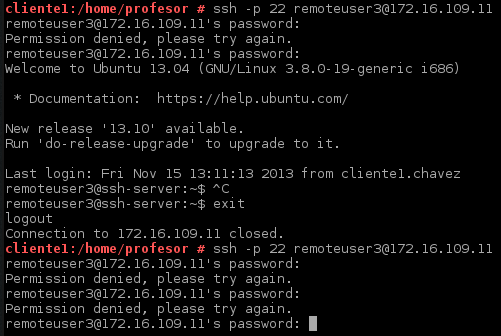 cliente1:/home/profesor # ssh -p 22 remoteuser3@172.16.109.11
remoteuser3@172.16.109.11's password:
Permission denied, please try again.
remoteuser3@172.16.109.11's password:
Welcome to Ubuntu 13.04 (GNU/Linux 3.8.0-19-generic i686)
* Documentation:  https://help.ubuntu.com/
New release '13.10' available.
Run 'do-release-upgrade' to upgrade to it.
Last login: Fri Nov 15 13:11:13 2013 from cliente1.chavez
remoteuser3@ssh-server:~$ ^C
remoteuser3@ssh-server:~$ exit
logout
Connection to 172.16.109.11 closed.
cliente1:/home/profesor # ssh -p 22 remoteuser3@172.16.109.11
remoteuser3@172.16.109.11's password:
Permission denied, please try again.
remoteuser3@172.16.109.11's password:
Permission denied, please try again.
remoteuser3@172.16.109.11's password: